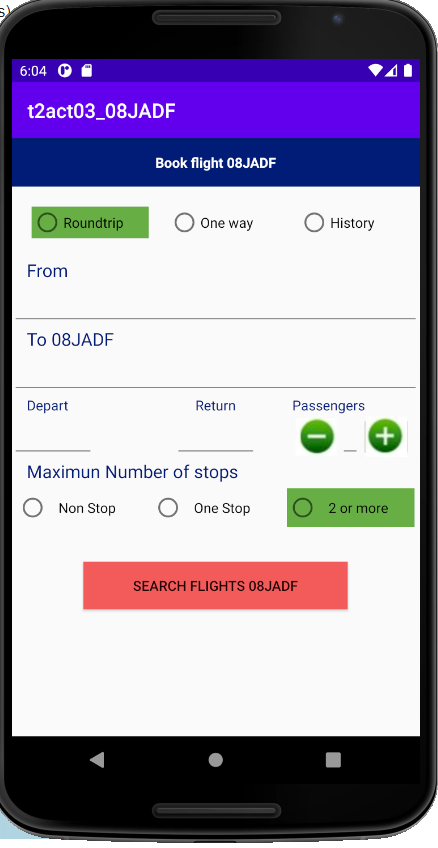 s)
6:04
t2act03_08JADF
Book flight 08JADF
Roundtrip One way History
From
To 08JADF
Depart Return Passengers
Maximun Number of stops
Non Stop One Stop 2 or more
SEARCH FLIGHTS 08JADF